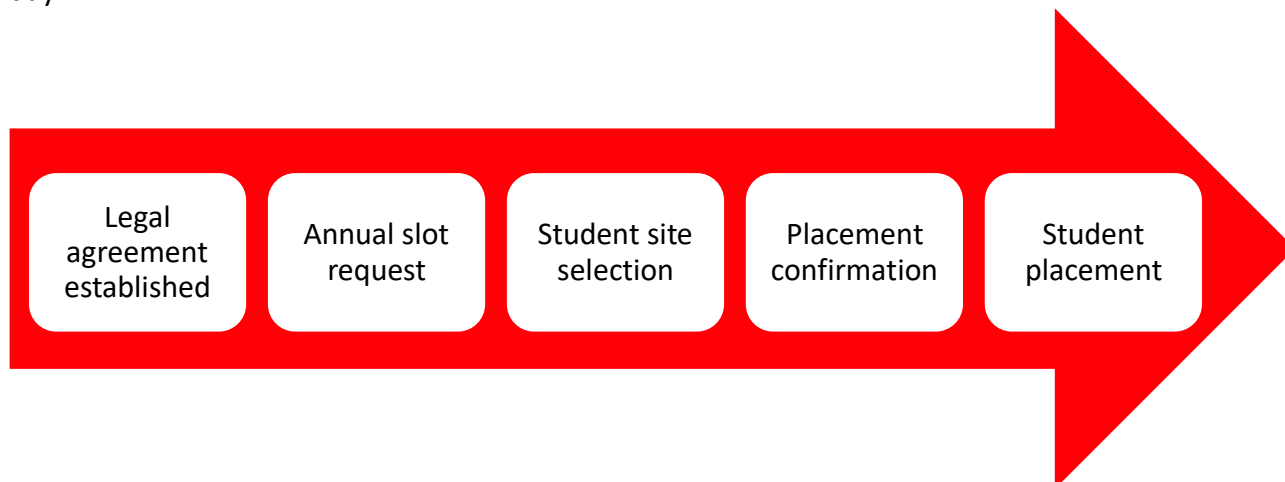 Legal
agreement
established
Annual slot
request
Student site
selection
Placement
confirmation
Student
placement